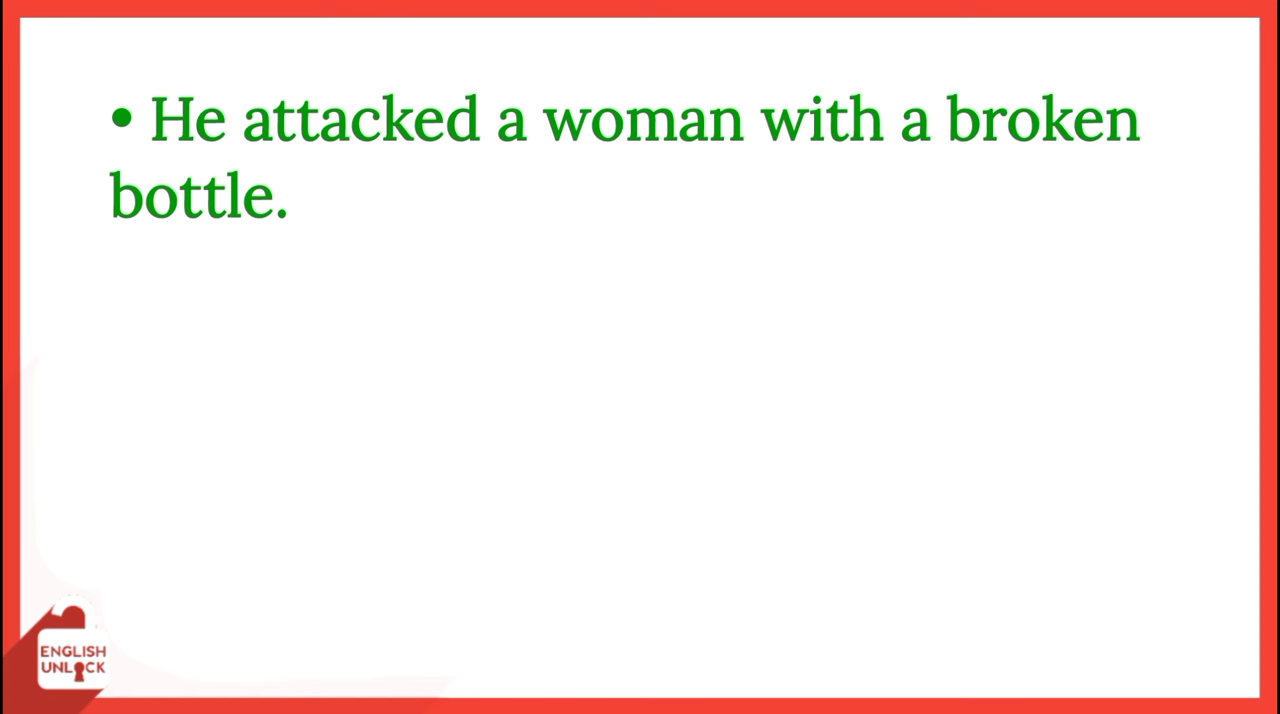 • He attacked a woman with a broken
bottle.
ENGLISH
UNLOCK